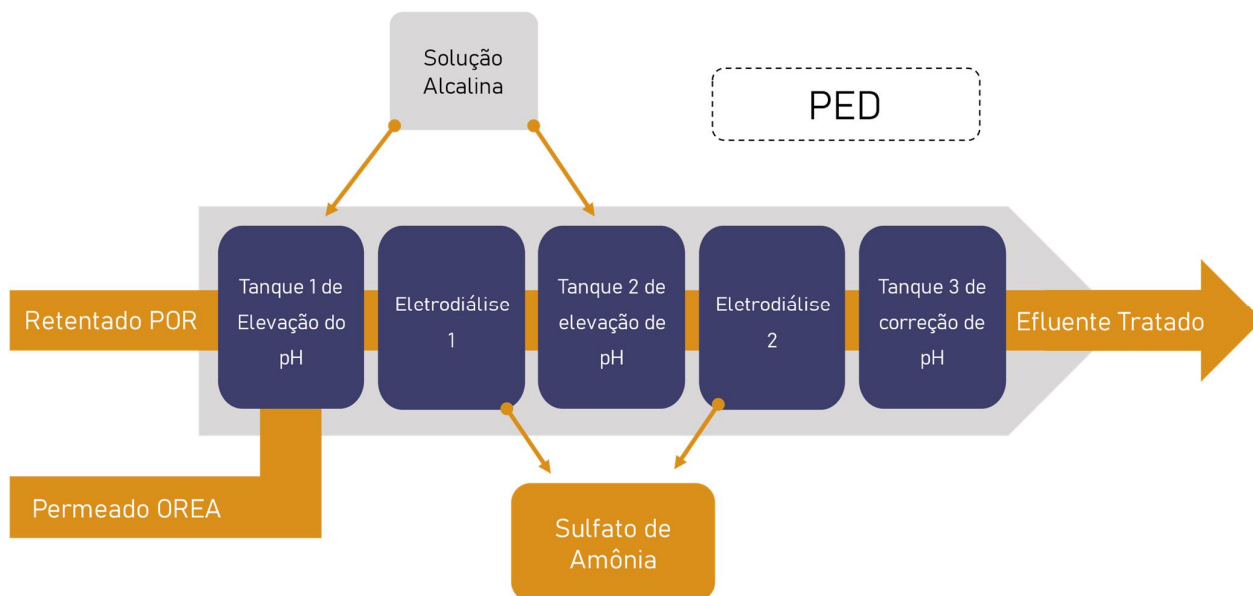 Solução
Alcalina
PED
Retentado POR
Tanque 1 de
Elevação do
pH
Eletrodiálise
1
Tanque 2 de
elevação de
pH
Eletrodiálise
2
Tanque 3 de
correção de
pH
Efluente Tratado
Permeado OREA
Sulfato de
Amônia